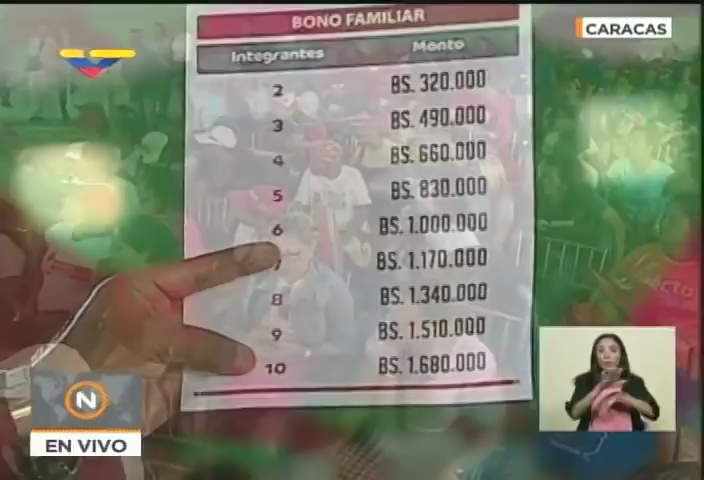 BONO FAMILIAR
Integrantes Monto
2 BS. 320.000
3 BS. 490.000
4 BS. 660.000
5 BS. 830.000
6 BS. 1.000.000
BS. 1.170.000
8 BS. 1.340.000
9 BS. 1.510.000
10 BS. 1.680.000
CARACAS
N
EN VIVO